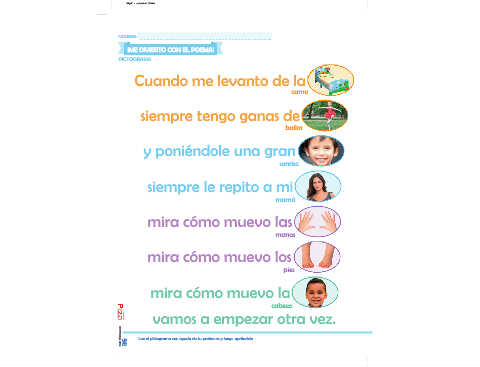 ¡ME DIVIERTO CON EL POEMA!
PICTOGRAMA
Cuando me levanto de la
cama
siempre tengo ganas de
bailar
y poniéndole una gran
sonrisa
siempre le repito a mi
mamá
mira cómo muevo las
manos
mira cómo muevo los
pies
mira cómo muevo la
cabeza
vamos a empezar otra vez.